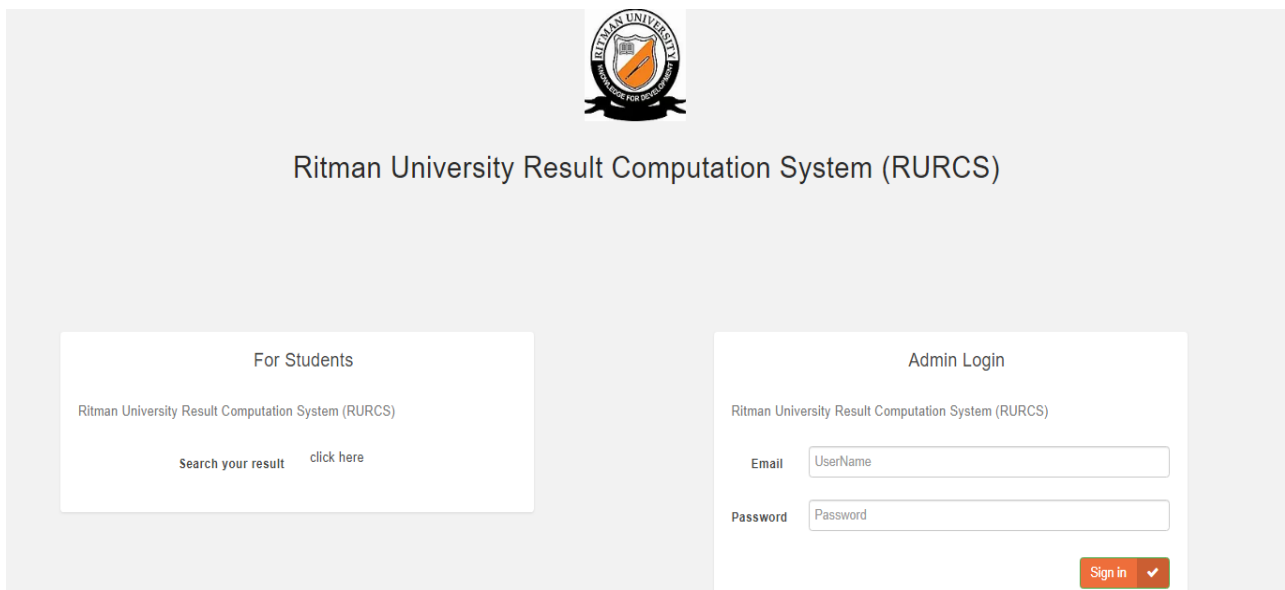 RITMAN UNIVERSITY
KNOWLEDGE FOR DEVELOPMENT
Ritman University Result Computation System (RURCS)
For Students
Ritman University Result Computation System (RURCS)
Search your result click here
Admin Login
Ritman University Result Computation System (RURCS)
Email UserName
Password Password
Sign in